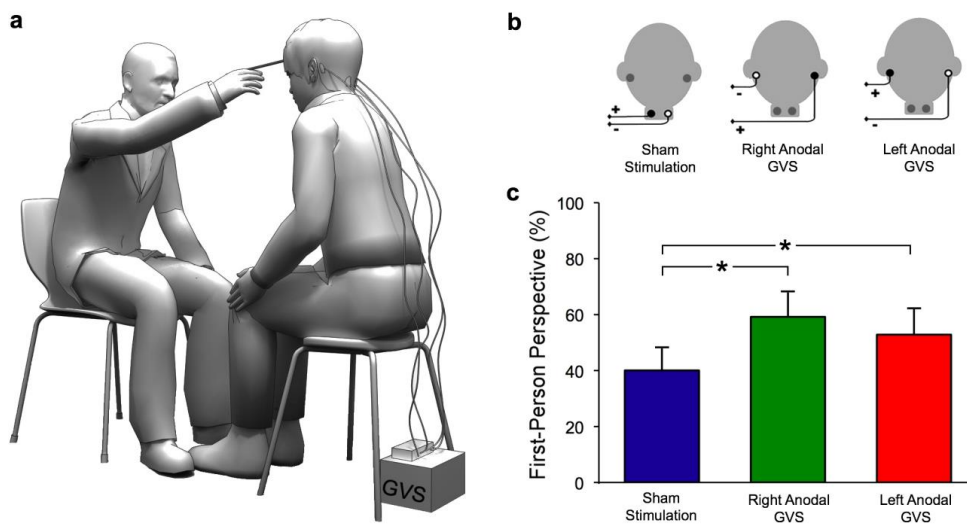 a
GVS
b
+
-
-
+
+
-
Sham
Stimulation
Right Anodal
GVS
Left Anodal
GVS
c
First-Person Perspective (%)
100
80
60
40
20
0
*
*
Sham
Stimulation
Right Anodal
GVS
Left Anodal
GVS